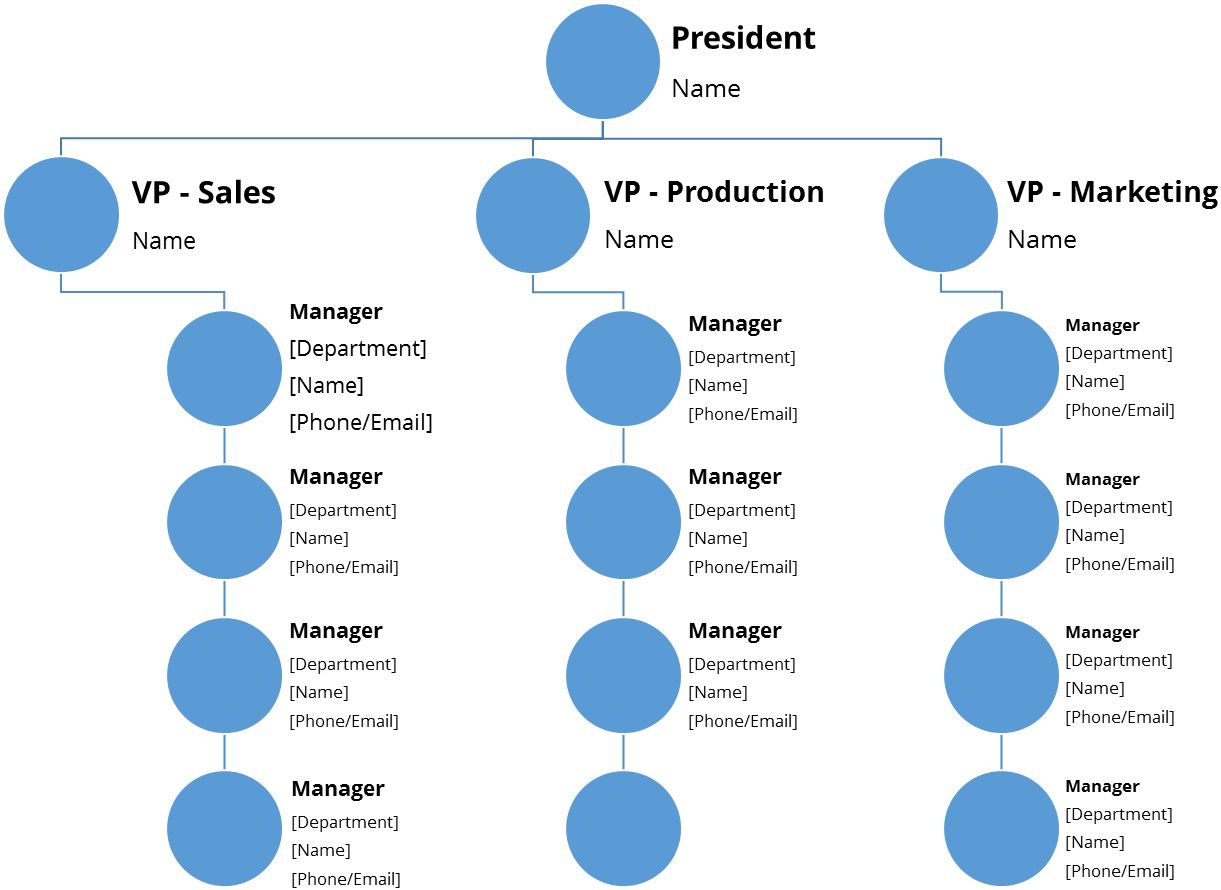 President
Name
VP - Sales
Name
VP - Production
Name
VP - Marketing
Name
Manager
[Department]
[Name]
[Phone/Email]
Manager
[Department]
[Name]
[Phone/Email]
Manager
[Department]
[Name]
[Phone/Email]
Manager
[Department]
[Name]
[Phone/Email]
Manager
[Department]
[Name]
[Phone/Email]
Manager
[Department]
[Name]
[Phone/Email]
Manager
[Department]
[Name]
[Phone/Email]
Manager
[Department]
[Name]
[Phone/Email]
Manager
[Department]
[Name]
[Phone/Email]
Manager
[Department]
[Name]
[Phone/Email]
Manager
[Department]
[Name]
[Phone/Email]